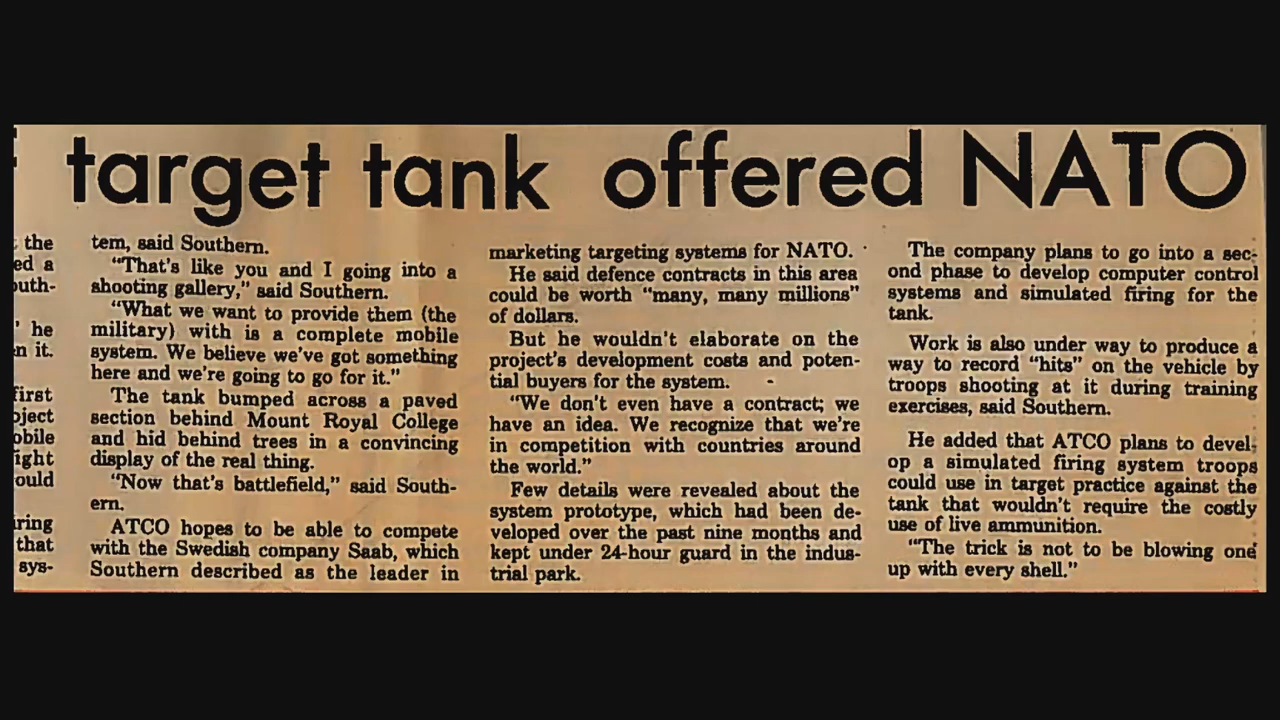 target tank offered NATO
the
ed a
outh-
he
n it.
first
oject
obile
ight
ould
iring
that
sys-
tem, said Southern.
“That's like you and I going into a
shooting gallery,” said Southern.
“What we want to provide them (the
military) with is a complete mobile
system. We believe we've got something
here and we're going to go for it.”
The tank bumped across a paved
section behind Mount Royal College
and hid behind trees in a convincing
display of the real thing.
“Now that's battlefield,” said South-
ern.
ATCO hopes to be able to compete
with the Swedish company Saab, which
Southern described as the leader in
marketing targeting systems for NATO.
He said defence contracts in this area
could be worth “many, many millions”
of dollars.
But he wouldn't elaborate on the
project's development costs and poten-
tial buyers for the system.
“We don't even have a contract; we
have an idea. We recognize that we're
in competition with countries around
the world.”
Few details were revealed about the
system prototype, which had been de-
veloped over the past nine months and
kept under 24-hour guard in the indus-
trial park.
The company plans to go into a sec-
ond phase to develop computer control
systems and simulated firing for the
tank.
Work is also under way to produce a
way to record “hits” on the vehicle by
troops shooting at it during training
exercises, said Southern.
He added that ATCO plans to devel-
op a simulated firing system troops
could use in target practice against the
tank that wouldn't require the costly
use of live ammunition.
“The trick is not to be blowing one
up with every shell.”